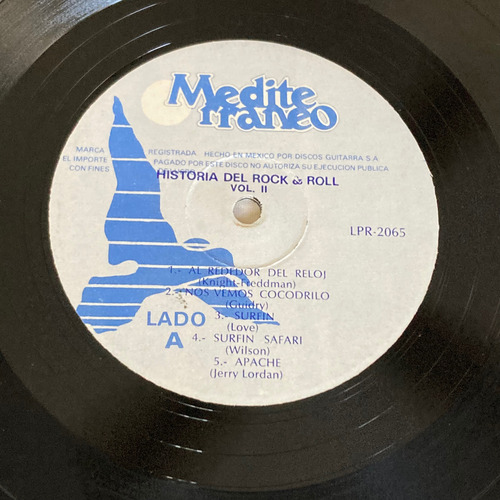 Medite
rraneo
MARCA REGISTRADA HECHO EN MEXICO POR DISCOS GUITARRA S.A.
EL IMPORTE PAGADO POR ESTE DISCO NO AUTORIZA SU EJECUCION PUBLICA
CON FINES
HISTORIA DEL ROCK & ROLL
VOL. II
LPR-2065
1.- AL REDEDOR DEL RELOJ
(Knight-Freddman)
2.- NOS VEMOS COCODRILO
(Guidry)
3.- SURFIN
(Love)
4.- SURFIN SAFARI
(Wilson)
5.- APACHE
(Jerry Lordan)
LADO
A